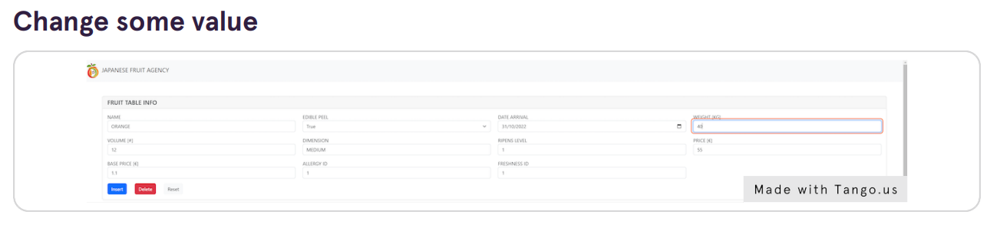 Change some value
JAPANESE FRUIT AGENCY
FRUIT TABLE INFO
NAME EDIBLE PEEL DATE ARRIVAL WEIGHT [KG]
ORANGE True 31/10/2022 40
VOLUME [#] DIMENSION RIPENS LEVEL PRICE [€]
12 MEDIUM 1 55
BASE PRICE [€] ALLERGY ID FRESHNESS ID
1.1 1 1
Insert Delete Reset
Made with Tango.us